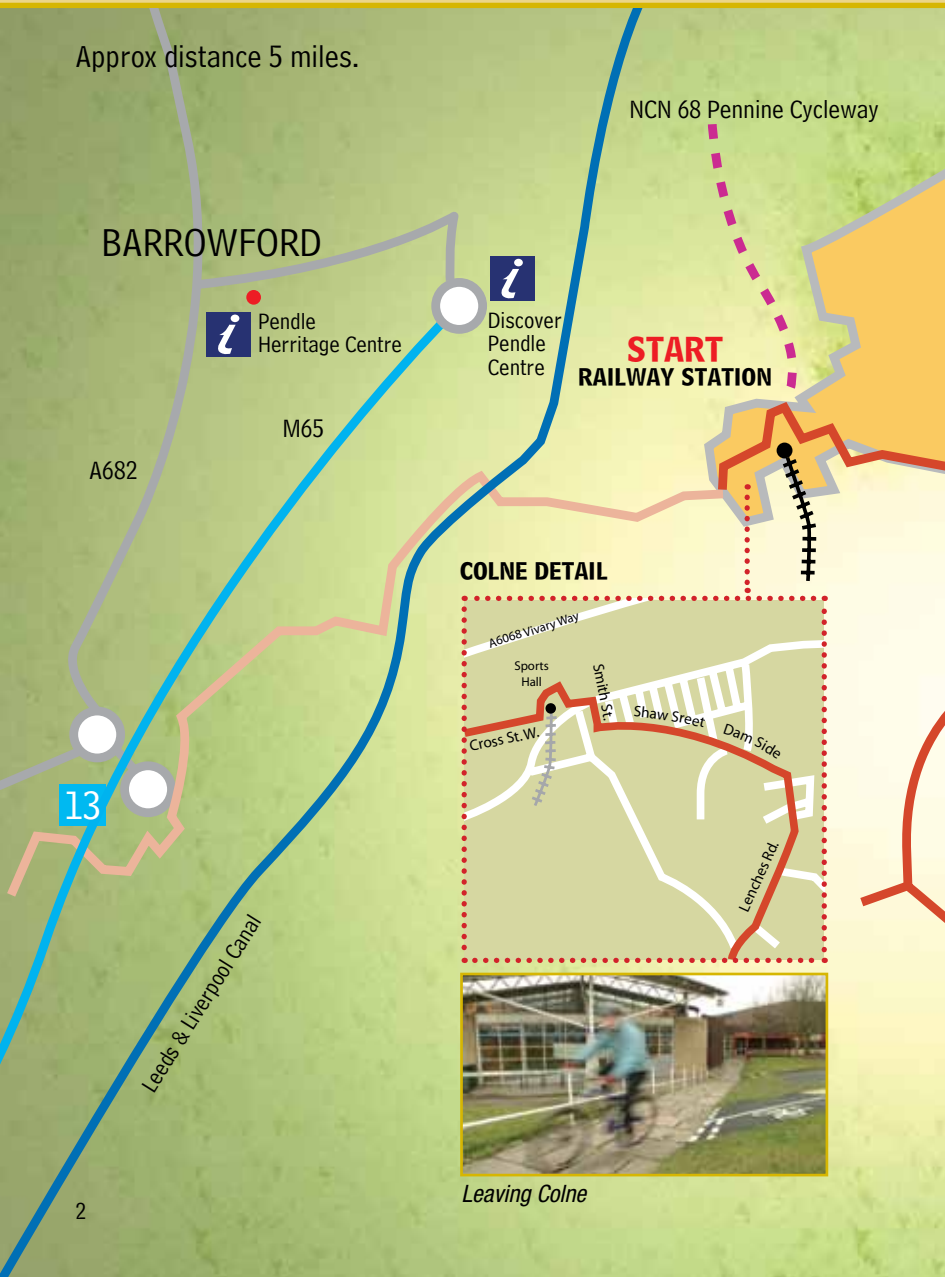 Approx distance 5 miles.
NCN 68 Pennine Cycleway
BARROWFORD
i
Pendle
Herritage Centre
i
Discover
Pendle
Centre
START
RAILWAY STATION
M65
A682
COLNE DETAIL
A6068 Vivary Way
Sports
Hall
Smith St.
Shaw Sreet
Dam Side
Cross St. W.
Lenches Rd.
13
Leeds & Liverpool Canal
Leaving Colne
2